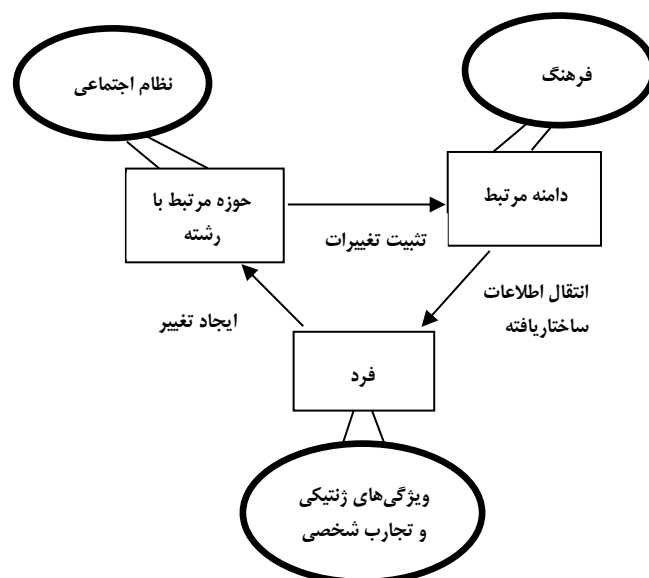 فرهنگ
نظام اجتماعی
دامنه مرتبط
حوزه مرتبط با
رشته
تثبیت تغییرات
انتقال اطلاعات
ساختاریافته
ایجاد تغییر
فرد
ویژگی‌های ژنتیکی
و تجارب شخصی